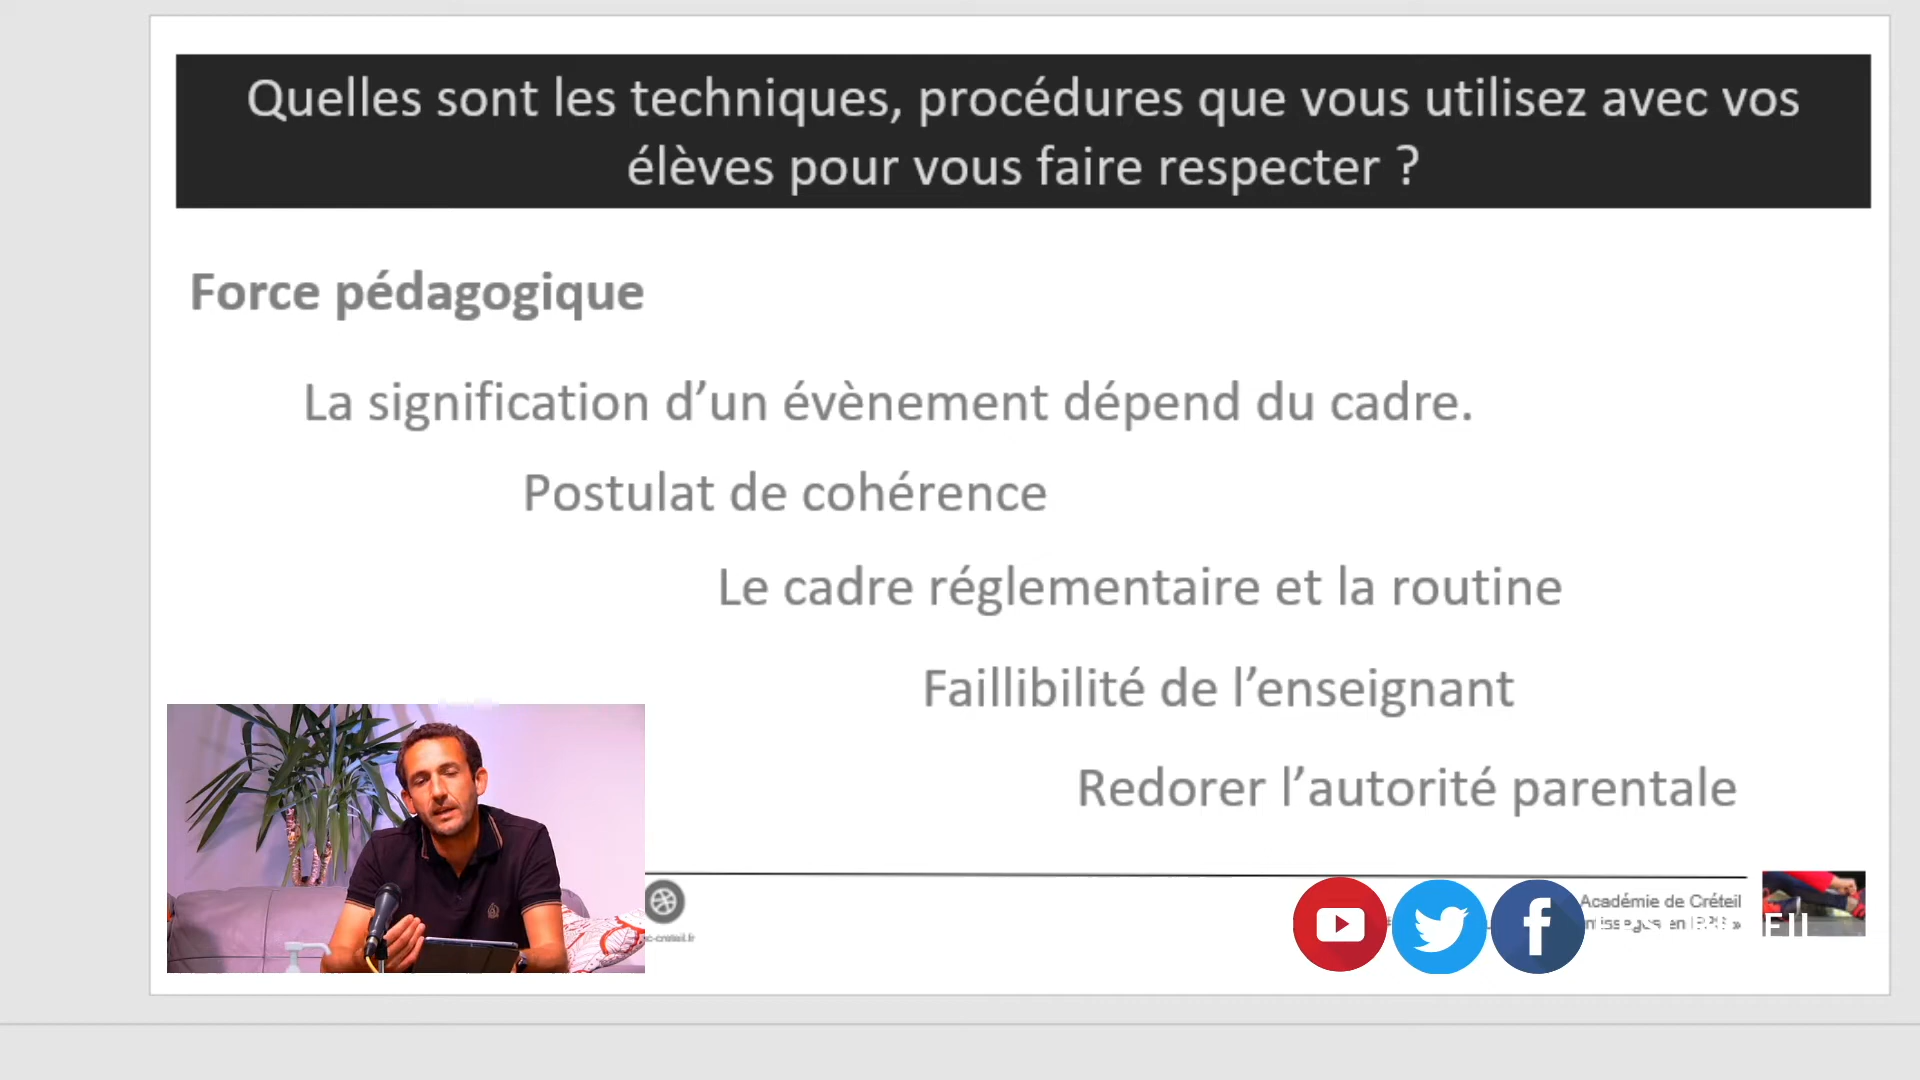 Quelles sont les techniques, procédures que vous utilisez avec vos
élèves pour vous faire respecter ?
Force pédagogique
La signification d’un évènement dépend du cadre.
Postulat de cohérence
Le cadre réglementaire et la routine
Faillibilité de l’enseignant
Redorer l’autorité parentale
Académie de Créteil